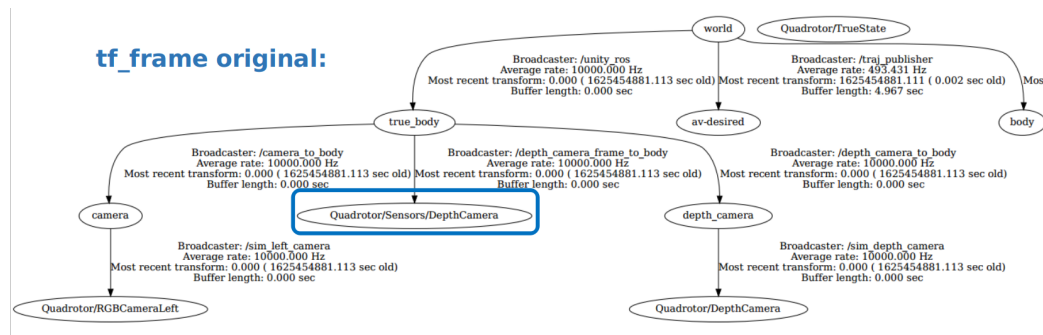 world
Quadrotor/TrueState
tf_frame original:
Broadcaster: /unity_ros
Average rate: 10000.000 Hz
Most recent transform: 0.000 ( 1625454881.113 sec old)
Buffer length: 0.000 sec
Broadcaster: /traj_publisher
Average rate: 493.431 Hz
Most recent transform: 1625454881.111 ( 0.002 sec old)
Buffer length: 4.967 sec
Mos
true_body
av-desired
body
Broadcaster: /camera_to_body
Average rate: 10000.000 Hz
Most recent transform: 0.000 ( 1625454881.113 sec old)
Buffer length: 0.000 sec
Broadcaster: /depth_camera_frame_to_body
Average rate: 10000.000 Hz
Most recent transform: 0.000 ( 1625454881.113 sec old)
Buffer length: 0.000 sec
Broadcaster: /depth_camera_to_body
Average rate: 10000.000 Hz
Most recent transform: 0.000 ( 1625454881.113 sec old)
Buffer length: 0.000 sec
camera
Quadrotor/Sensors/DepthCamera
depth_camera
Broadcaster: /sim_left_camera
Average rate: 10000.000 Hz
Most recent transform: 0.000 ( 1625454881.113 sec old)
Buffer length: 0.000 sec
Broadcaster: /sim_depth_camera
Average rate: 10000.000 Hz
Most recent transform: 0.000 ( 1625454881.113 sec old)
Buffer length: 0.000 sec
Quadrotor/RGBCameraLeft
Quadrotor/DepthCamera